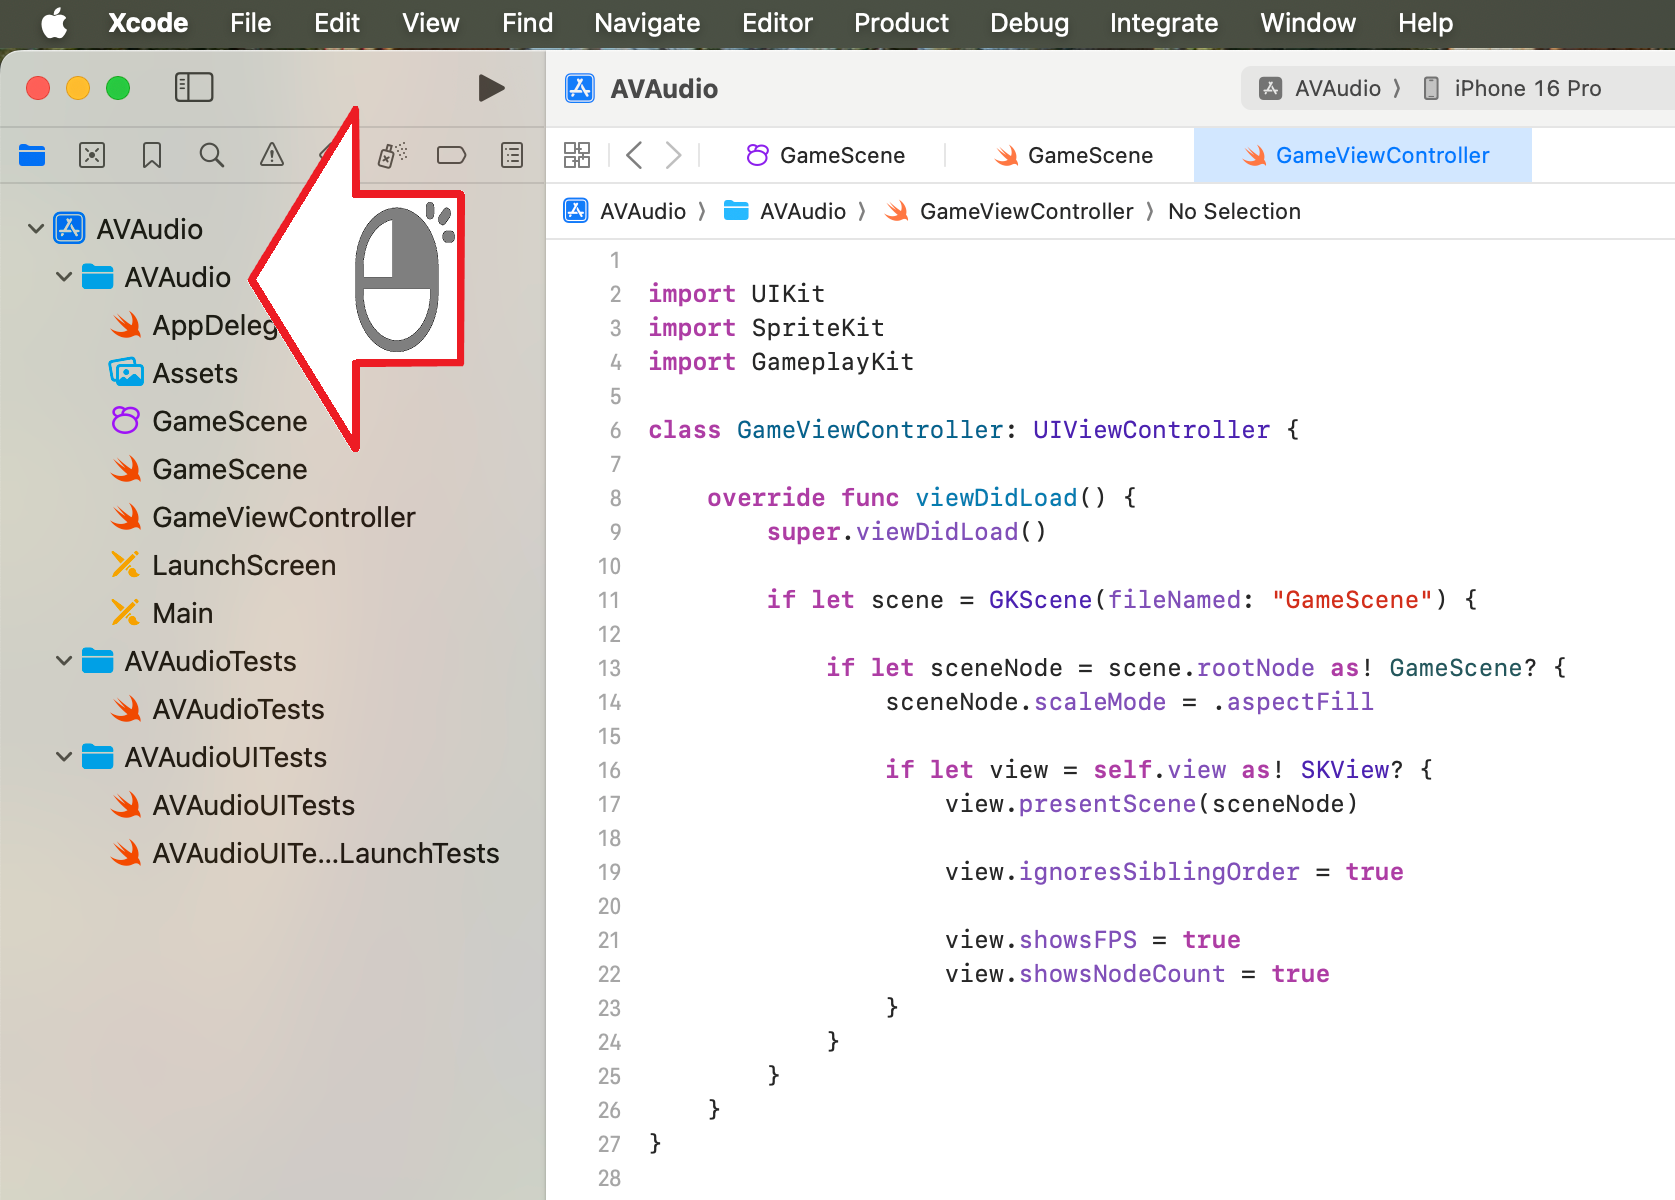 Xcode File Edit View Find Navigate Editor Product Debug Integrate Window Help
AVAudio AVAudio 〉 iPhone 16 Pro
GameScene GameScene GameViewController
AVAudio 〉 AVAudio 〉 GameViewController 〉 No Selection
AVAudio
AVAudio
AppDeleg
Assets
GameScene
GameScene
GameViewController
LaunchScreen
Main
AVAudioTests
AVAudioTests
AVAudioUITests
AVAudioUITests
AVAudioUITe...LaunchTests
1
2 import UIKit
3 import SpriteKit
4 import GameplayKit
5
6 class GameViewController: UIViewController {
7
8 override func viewDidLoad() {
9 super.viewDidLoad()
10
11 if let scene = GKScene(fileNamed: "GameScene") {
12
13 if let sceneNode = scene.rootNode as! GameScene? {
14 sceneNode.scaleMode = .aspectFill
15
16 if let view = self.view as! SKView? {
17 view.presentScene(sceneNode)
18
19 view.ignoresSiblingOrder = true
20
21 view.showsFPS = true
22 view.showsNodeCount = true
23 }
24 }
25 }
26 }
27 }
28